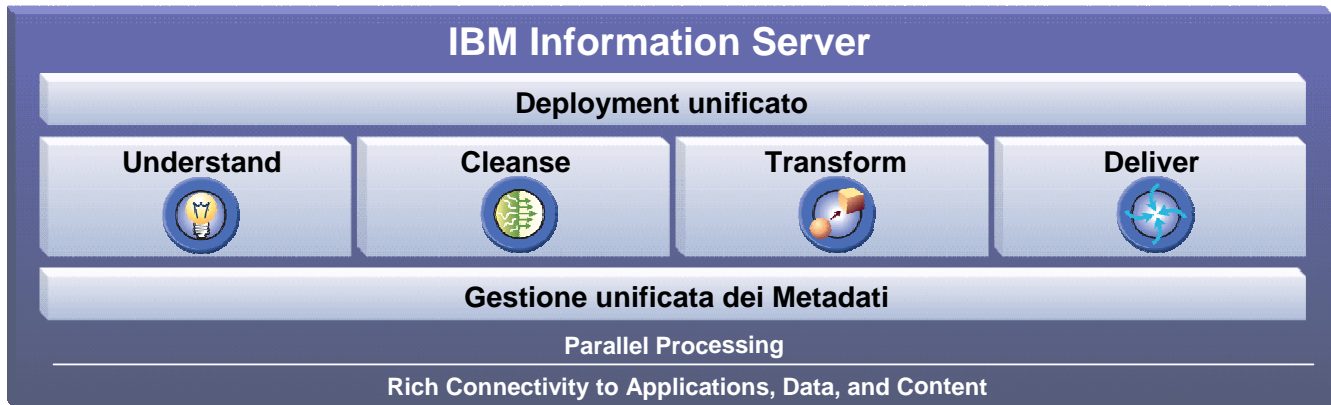 IBM Information Server
Deployment unificato
Understand
Cleanse
Transform
Deliver
Gestione unificata dei Metadati
Parallel Processing
Rich Connectivity to Applications, Data, and Content